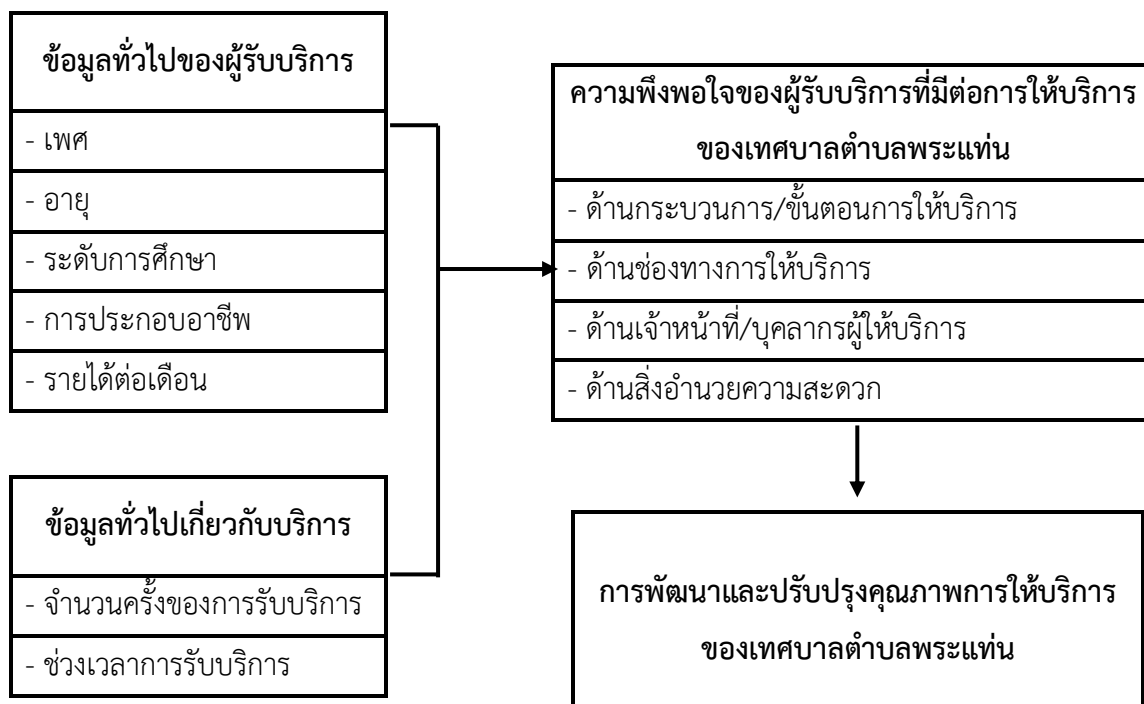 ข้อมูลทั่วไปของผู้รับบริการ
- เพศ
- อายุ
- ระดับการศึกษา
- การประกอบอาชีพ
- รายได้ต่อเดือน
ข้อมูลทั่วไปเกี่ยวกับบริการ
- จำนวนครั้งของการรับบริการ
- ช่วงเวลาการรับบริการ
ความพึงพอใจของผู้รับบริการที่มีต่อการให้บริการ
ของเทศบาลตำบลพระแท่น
- ด้านกระบวนการ/ขั้นตอนการให้บริการ
- ด้านช่องทางการให้บริการ
- ด้านเจ้าหน้าที่/บุคลากรผู้ให้บริการ
- ด้านสิ่งอำนวยความสะดวก
การพัฒนาและปรับปรุงคุณภาพการให้บริการ
ของเทศบาลตำบลพระแท่น